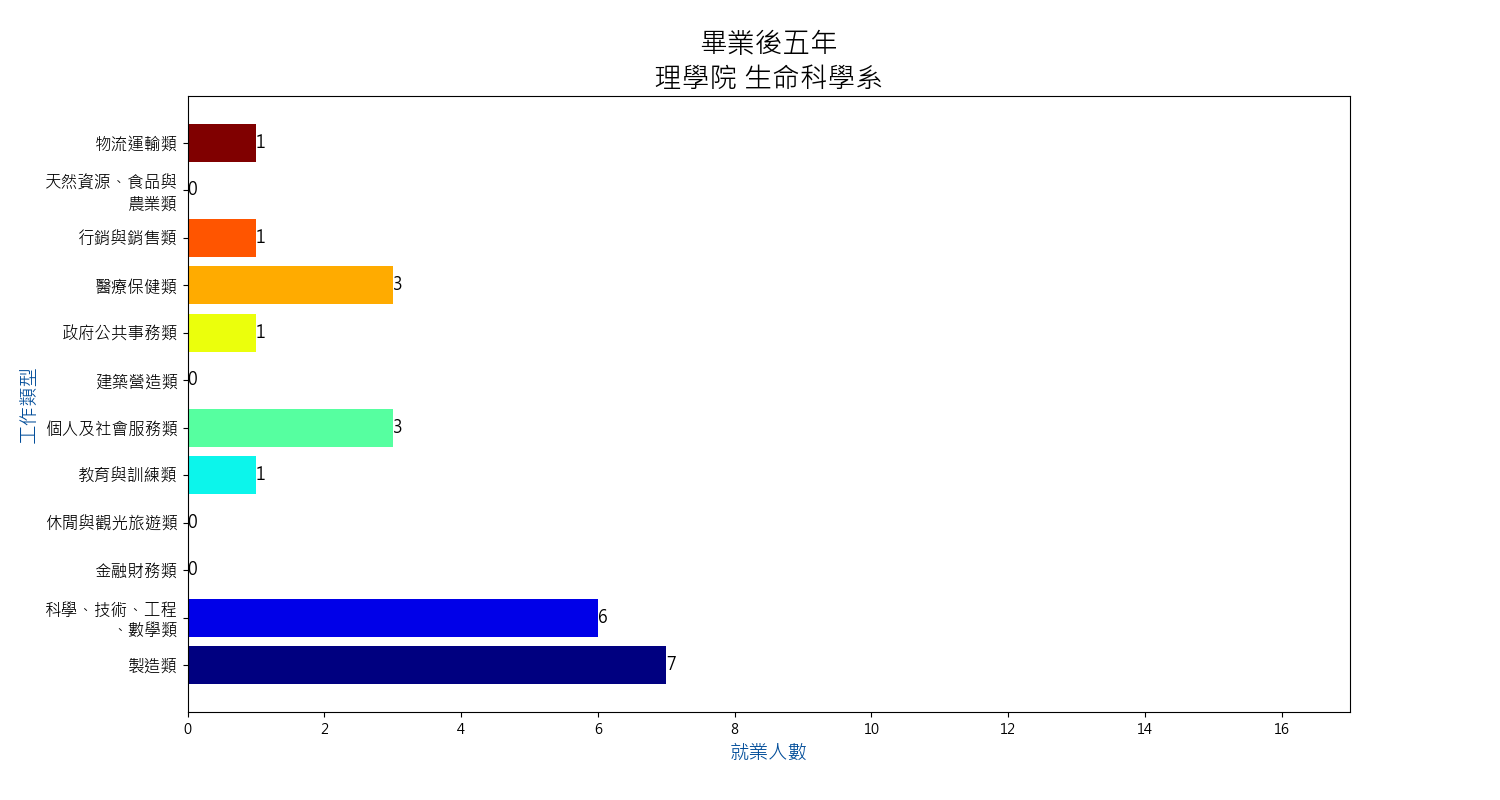 畢業後五年
理學院 生命科學系
工作類型
物流運輸類
1
天然資源、食品與
農業類
0
行銷與銷售類
1
醫療保健類
3
政府公共事務類
1
建築營造類
0
個人及社會服務類
3
教育與訓練類
1
休閒與觀光旅遊類
0
金融財務類
0
科學、技術、工程
、數學類
6
製造類
7
0 2 4 6 8 10 12 14 16
就業人數